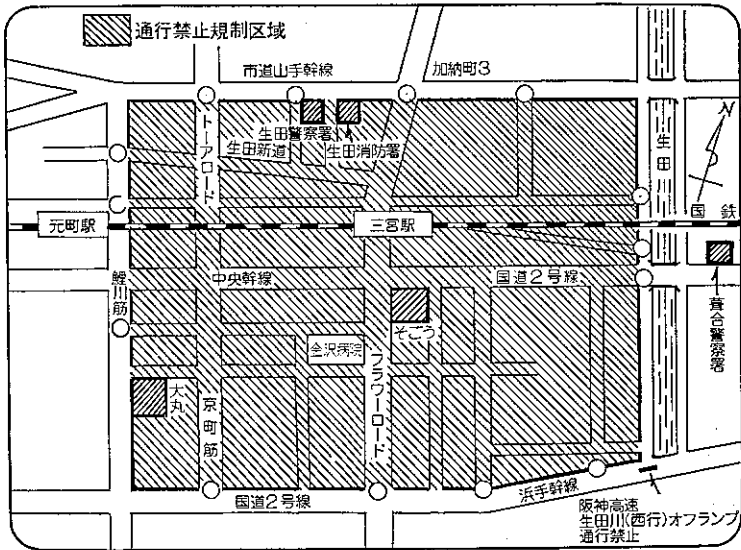 通行禁止規制区域
市道山手幹線
加納町3
生田警察署
生田新道
生田消防署
トーアロード
生田川
N
国鉄
元町駅
三宮駅
鯉川筋
中央幹線
国道2号線
そごう
金沢病院
フラワーロード
葺合警察署
大丸
京町筋
国道2号線
浜手幹線
阪神高速
生田川(西行)オフランプ
通行禁止